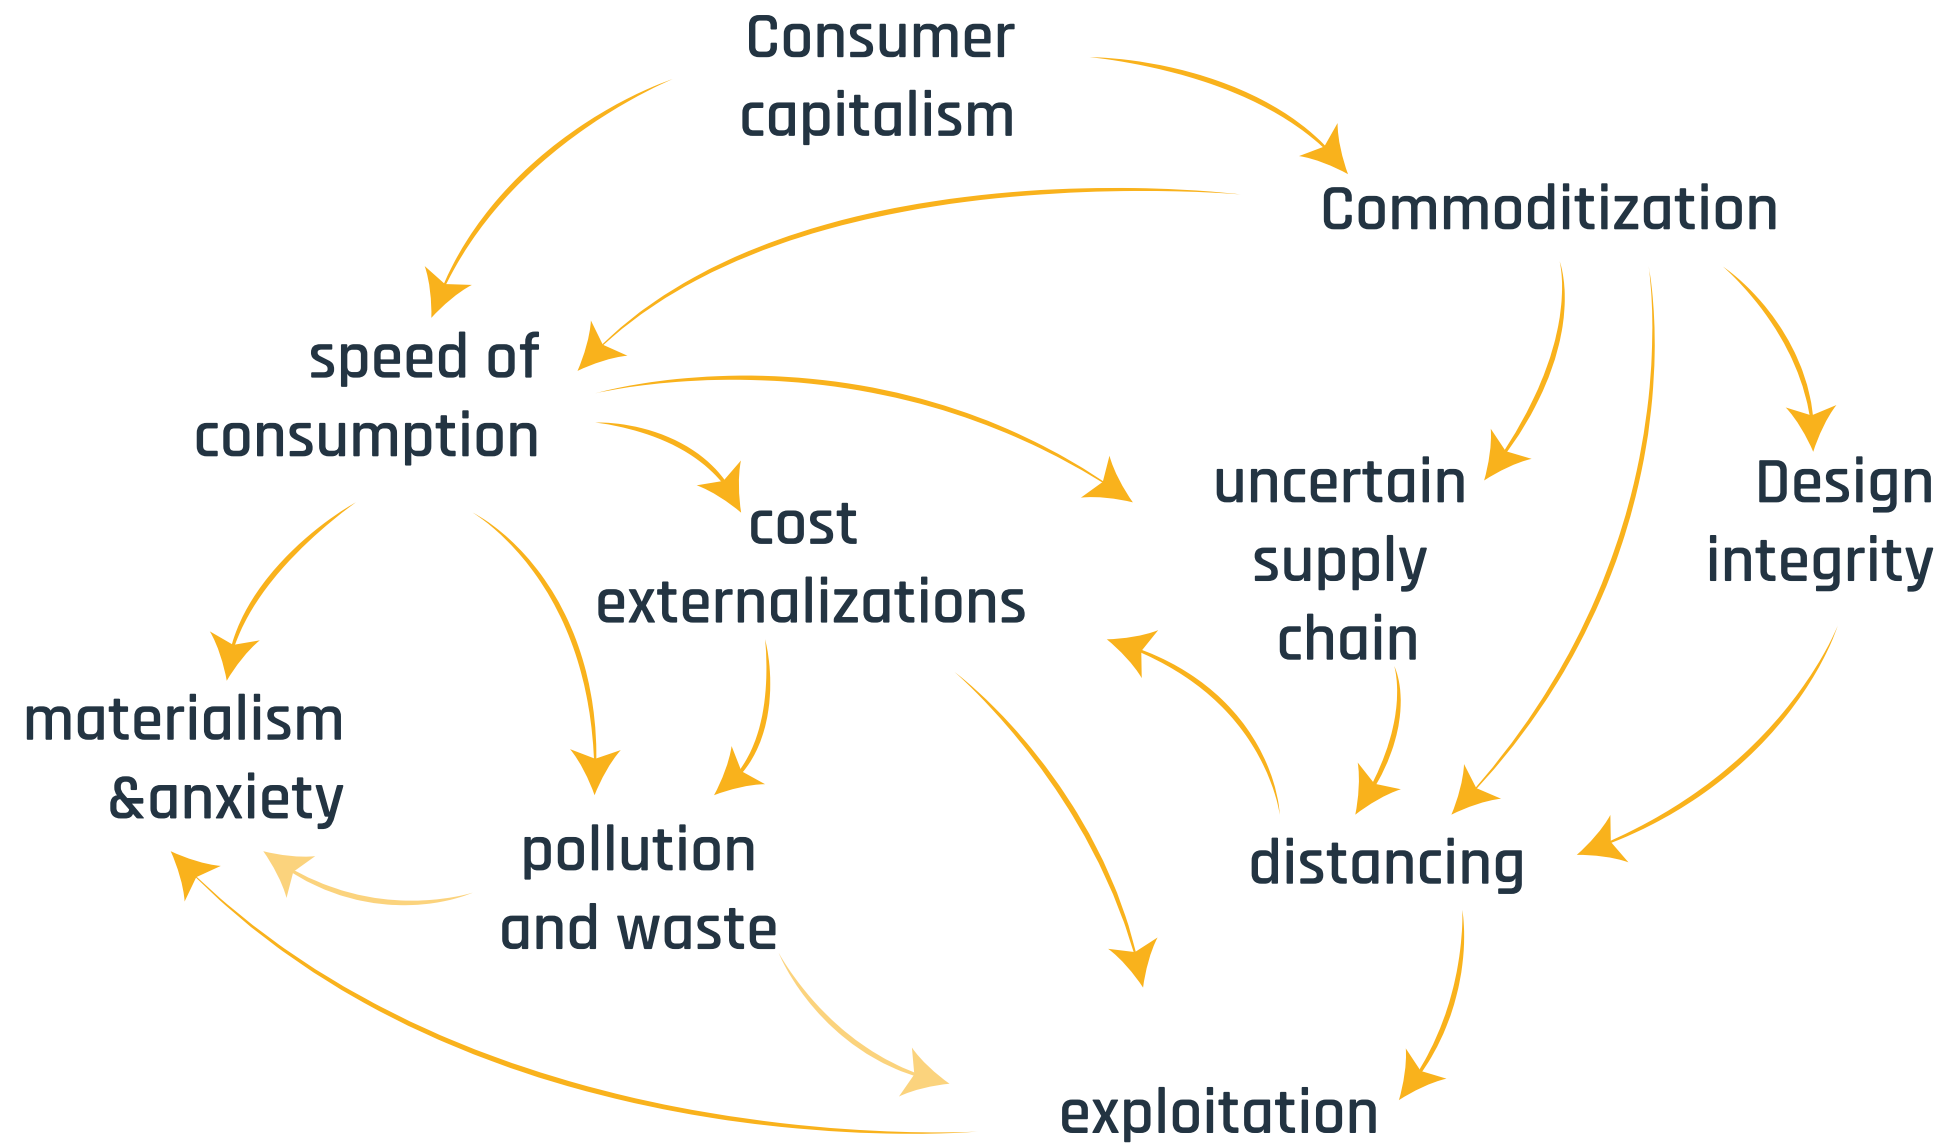 Consumer
capitalism
Commoditization
speed of
consumption
uncertain
supply
chain
Design
integrity
cost
externalizations
materialism
&anxiety
pollution
and waste
distancing
exploitation